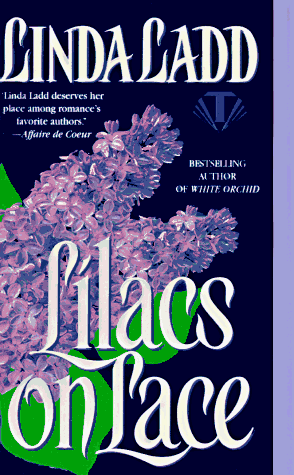 LINDA LADD
"Linda Ladd deserves her
place among romance's
favorite authors."
—Affaire de Coeur
T
BESTSELLING
AUTHOR
OF WHITE ORCHID
Lilacs
on Lace